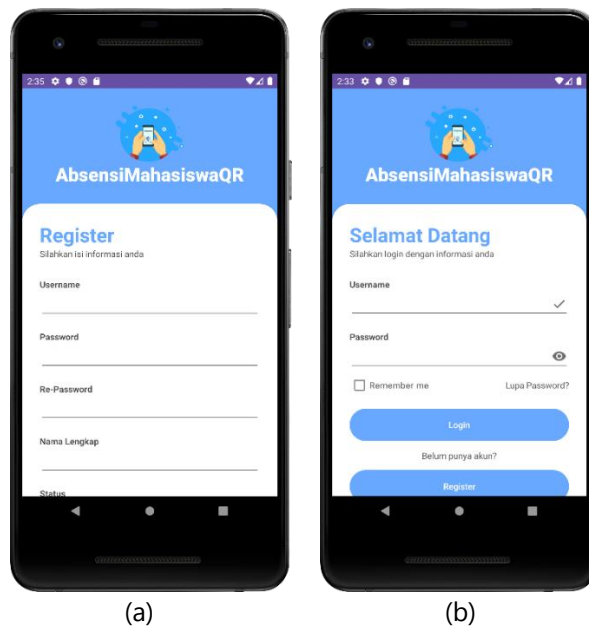 2:35
AbsensiMahasiswaQR
Register
Silahkan isi informasi anda
Username
Password
Re-Password
Nama Lengkap
Status
(a)
2:33
AbsensiMahasiswaQR
Selamat Datang
Silahkan login dengan informasi anda
Username
Password
Remember me Lupa Password?
Login
Belum punya akun?
Register
(b)